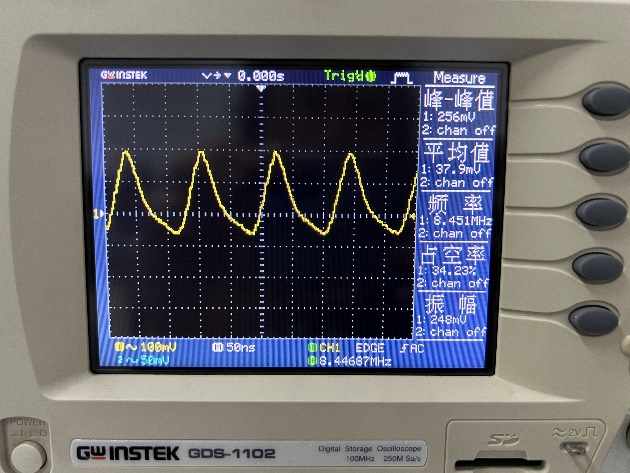 GWINSTEK 0.000s Trig'd Measure
峰-峰值
1: 256mV
2: chan off
平均值
1: 37.9mV
2: chan off
频 率
1: 8.451MHz
2: chan off
占空率
1: 34.23%
2: chan off
振 幅
1: 248mV
2: chan off
1 ~ 100mV M 50ns CH1 EDGE AC
2 ~ 50mV 8.44687MHz
POWER
GWINSTEK GDS-1102 Digital Storage Oscilloscope
100MHz 250M Sa/s
SD
≈2V